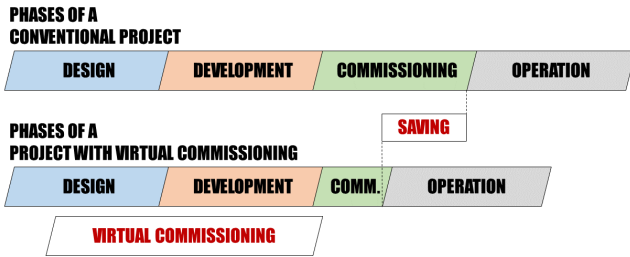 PHASES OF A
CONVENTIONAL PROJECT
DESIGN DEVELOPMENT COMMISSIONING OPERATION
SAVING
PHASES OF A
PROJECT WITH VIRTUAL COMMISSIONING
DESIGN DEVELOPMENT COMM. OPERATION
VIRTUAL COMMISSIONING